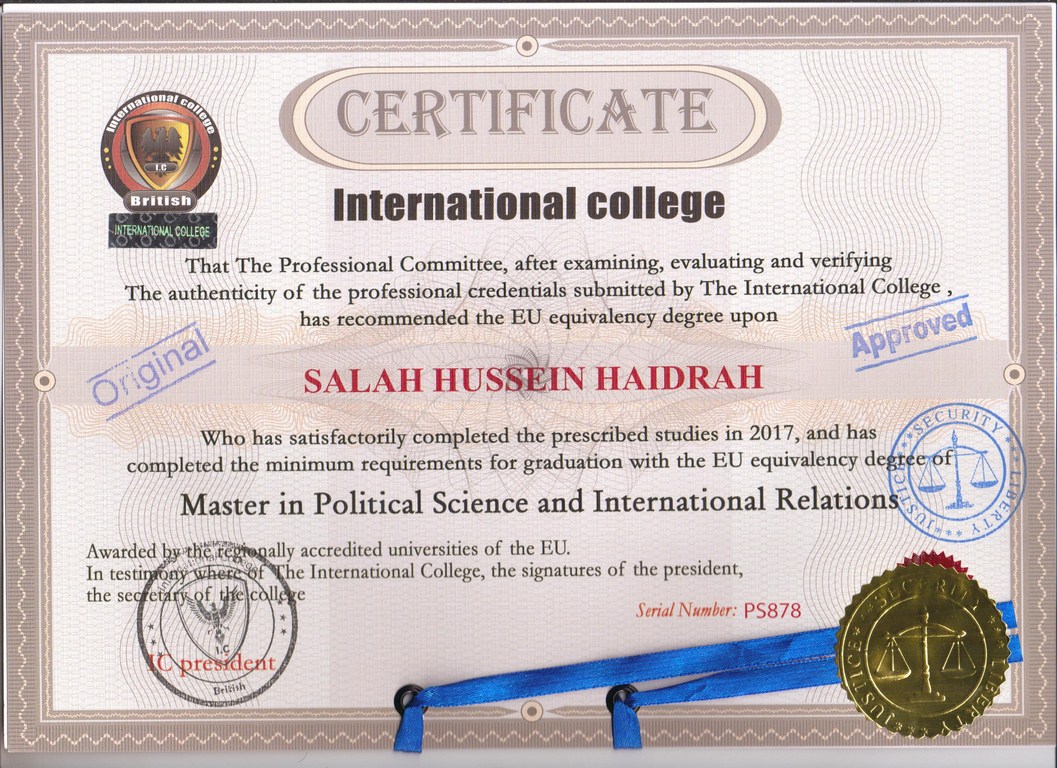 CERTIFICATE
International college
I.C
British
INTERNATIONAL COLLEGE
International college
That The Professional Committee, after examining, evaluating and verifying
The authenticity of the professional credentials submitted by The International College ,
has recommended the EU equivalency degree upon
Original
Approved
SALAH HUSSEIN HAIDRAH
Who has satisfactorily completed the prescribed studies in 2017, and has
completed the minimum requirements for graduation with the EU equivalency degree of
Master in Political Science and International Relations
SECURITY
JUSTICE
LIBERTY
Awarded by the regionally accredited universities of the EU.
In testimony where of The International College, the signatures of the president,
the secretary of the college
Serial Number: PS878
I.C
IC president
British
SECURITY
JUSTICE
LIBERTY